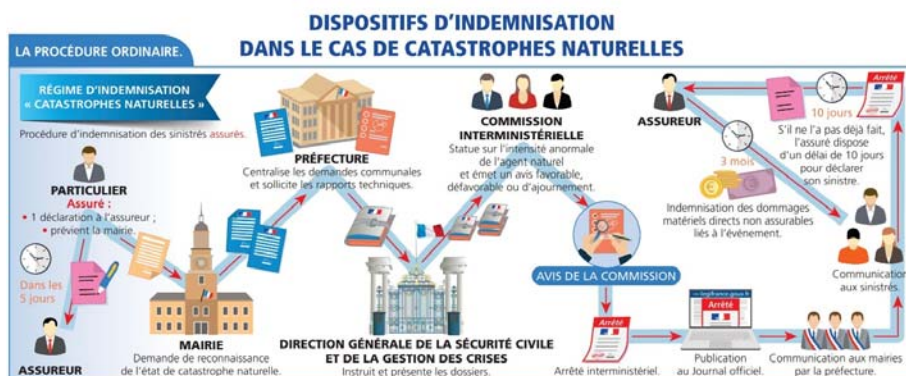 DISPOSITIFS D'INDEMNISATION
DANS LE CAS DE CATASTROPHES NATURELLES
LA PROCÉDURE ORDINAIRE.
RÉGIME D'INDEMNISATION
« CATASTROPHES NATURELLES »
Procédure d'indemnisation des sinistrés assurés.
PARTICULIER
Assuré :
• 1 déclaration à l'assureur ;
• prévient la mairie.
Dans les
5 jours
ASSUREUR
MAIRIE
Demande de reconnaissance
de l'état de catastrophe naturelle.
PRÉFECTURE
Centralise les demandes communales
et sollicite les rapports techniques.
DIRECTION GÉNÉRALE DE LA SÉCURITÉ CIVILE
ET DE LA GESTION DES CRISES
Instruit et présente les dossiers.
COMMISSION
INTERMINISTÉRIELLE
Statue sur l'intensité anormale
de l'agent naturel
et émet un avis favorable,
défavorable ou d'ajournement.
AVIS DE LA COMMISSION
Arrêté
Arrêté interministériel.
Arrêté
Publication
au Journal officiel.
Communication aux mairies
par la préfecture.
Arrêté
10 jours
S'il ne l'a pas déjà fait,
l'assuré dispose
d'un délai de 10 jours
pour déclarer
son sinistre.
ASSUREUR
3 mois
Indemnisation des dommages
matériels directs non assurables
liés à l'événement.
Communication
aux sinistrés.